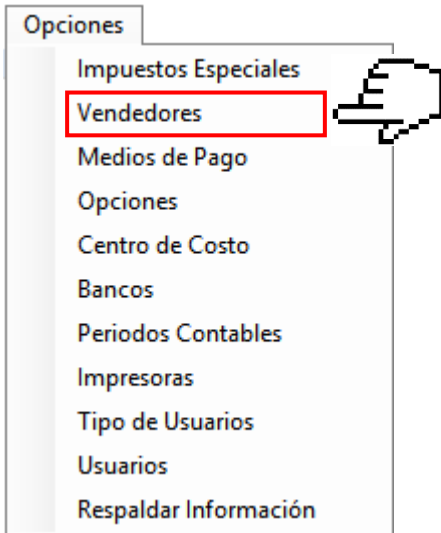 Opciones
Impuestos Especiales
Vendedores
Medios de Pago
Opciones
Centro de Costo
Bancos
Periodos Contables
Impresoras
Tipo de Usuarios
Usuarios
Respaldar Información